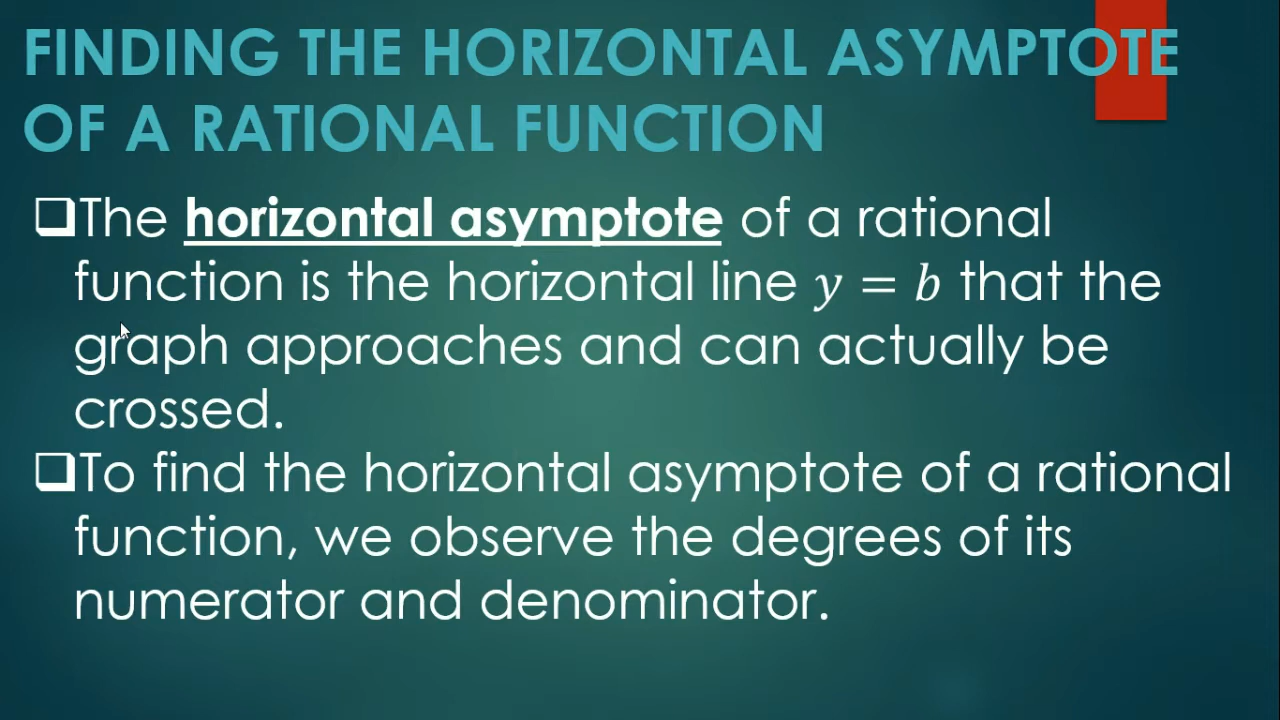 FINDING THE HORIZONTAL ASYMPTOTE
OF A RATIONAL FUNCTION
❑The horizontal asymptote of a rational
function is the horizontal line y = b that the
graph approaches and can actually be
crossed.
❑To find the horizontal asymptote of a rational
function, we observe the degrees of its
numerator and denominator.